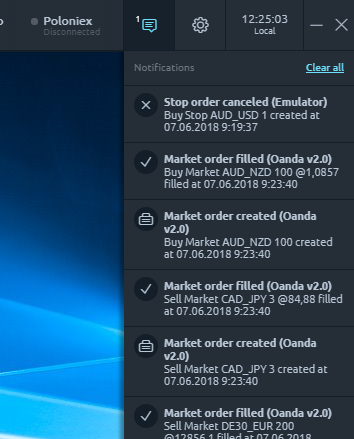 Poloniex
Disconnected
1
12:25:03
Local
Notifications
Clear all
Stop order canceled (Emulator)
Buy Stop AUD_USD 1 created at
07.06.2018 9:19:37
Market order filled (Oanda v2.0)
Buy Market AUD_NZD 100 @1,0857
filled at 07.06.2018 9:23:40
Market order created (Oanda
v2.0)
Buy Market AUD_NZD 100 created
at 07.06.2018 9:23:40
Market order filled (Oanda v2.0)
Sell Market CAD_JPY 3 @84,88 filled
at 07.06.2018 9:23:40
Market order created (Oanda
v2.0)
Sell Market CAD_JPY 3 created at
07.06.2018 9:23:40
Market order filled (Oanda v2.0)
Sell Market DE30_EUR 200
@12856,1 filled at 07.06.2018